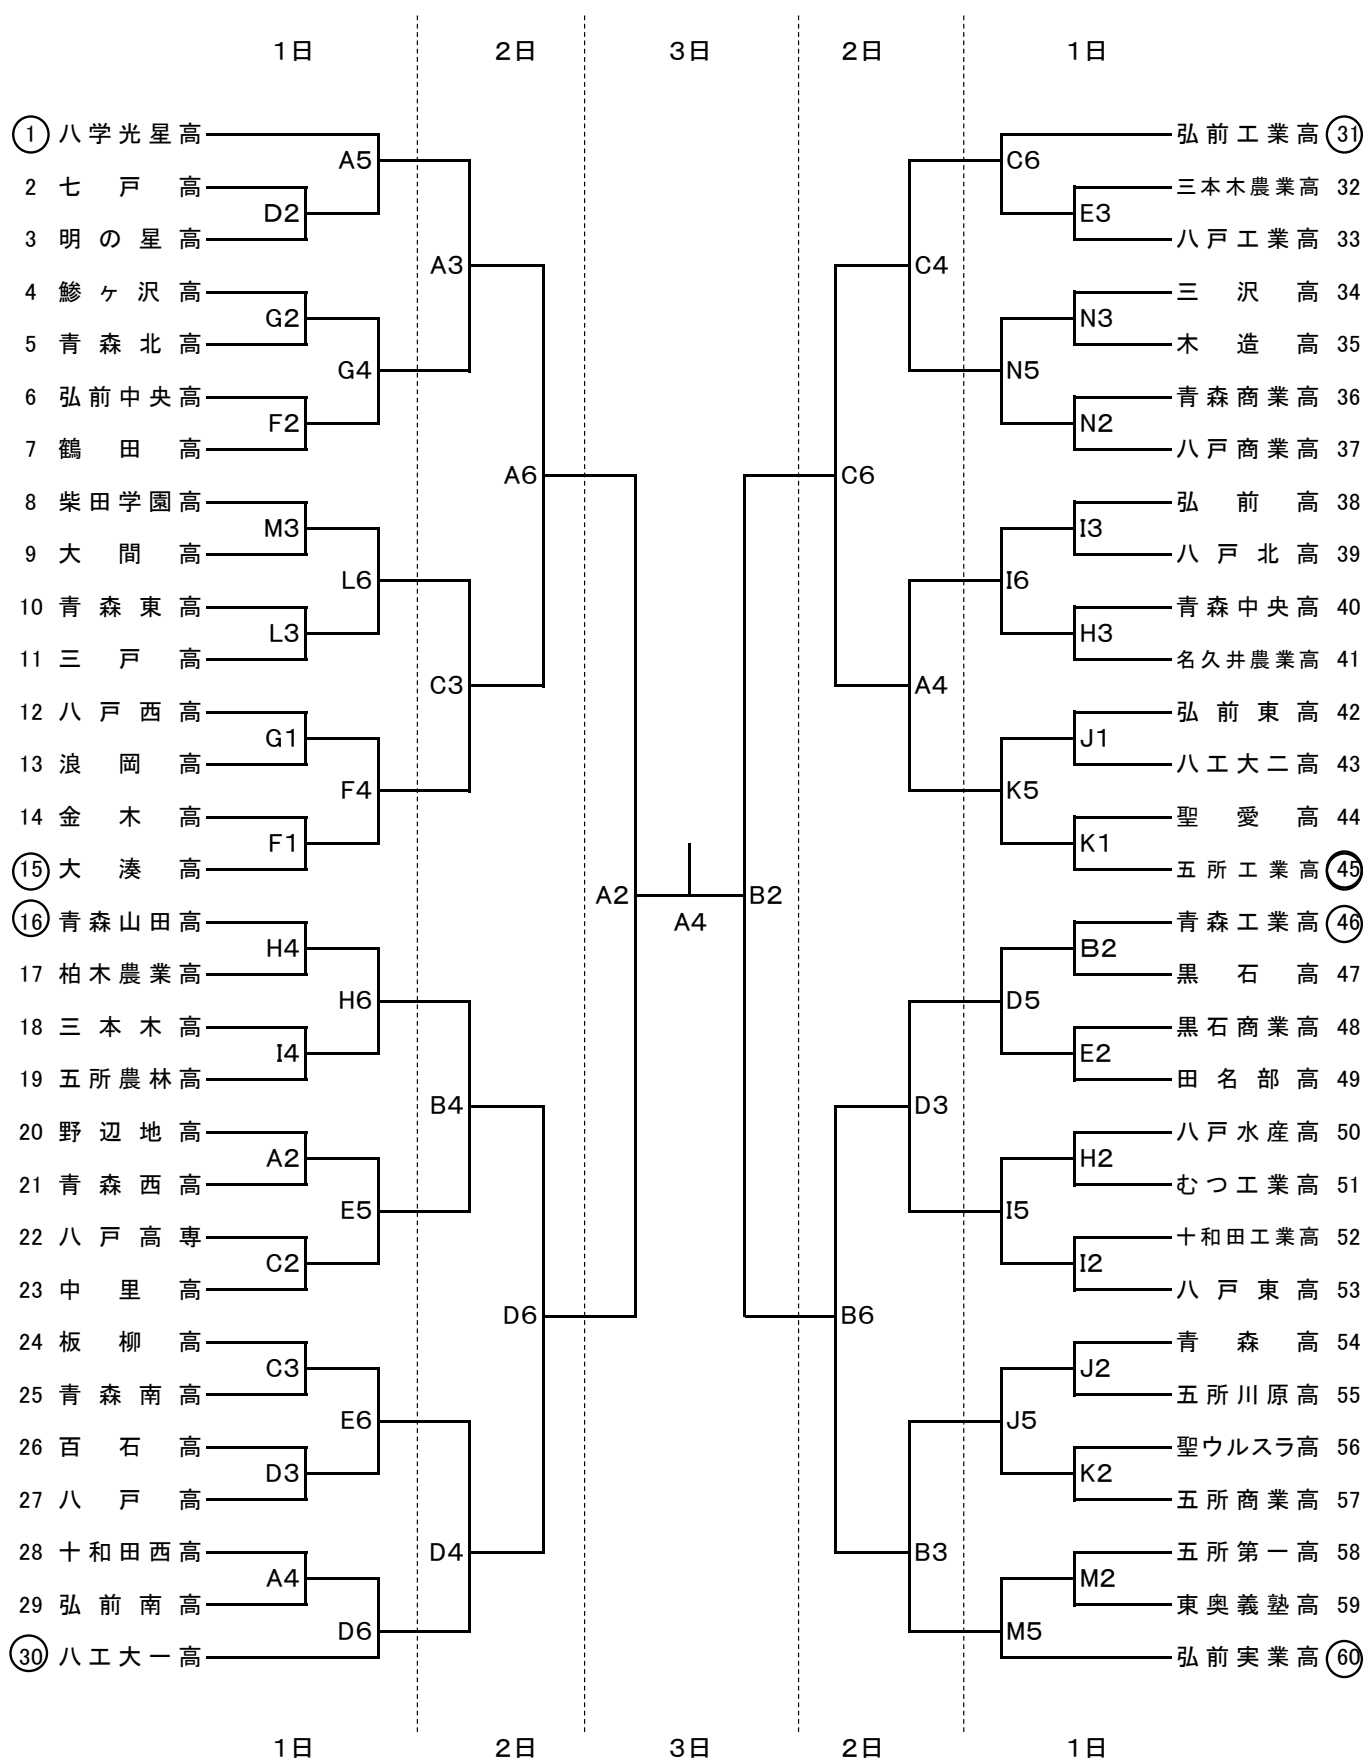 1日 2日 3日 2日 1日
1 八学光星高 弘前工業高 31
A5 C6
2 七戸高 三本木農業高 32
D2 E3
3 明の星高 八戸工業高 33
A3 C4
4 鰺ヶ沢高 三沢高 34
G2 N3
5 青森北高 木造高 35
G4 N5
6 弘前中央高 青森商業高 36
F2 N2
7 鶴田高 八戸商業高 37
A6 C6
8 柴田学園高 弘前高 38
M3 I3
9 大間高 八戸北高 39
L6 I6
10 青森東高 青森中央高 40
L3 H3
11 三戸高 名久井農業高 41
C3 A4
12 八戸西高 弘前東高 42
G1 J1
13 浪岡高 八工大二高 43
F4 K5
14 金木高 聖愛高 44
F1 K1
15 大湊高 五所工業高 45
A2 B2
A4
16 青森山田高 青森工業高 46
H4 B2
17 柏木農業高 黒石高 47
H6 D5
18 三本木高 黒石商業高 48
I4 E2
19 五所農林高 田名部高 49
B4 D3
20 野辺地高 八戸水産高 50
A2 H2
21 青森西高 むつ工業高 51
E5 I5
22 八戸高専 十和田工業高 52
C2 I2
23 中里高 八戸東高 53
D6 B6
24 板柳高 青森高 54
C3 J2
25 青森南高 五所川原高 55
E6 J5
26 百石高 聖ウルスラ高 56
D3 K2
27 八戸高 五所商業高 57
28 十和田西高 五所第一高 58
D4 B3
A4 M2
29 弘前南高 東奥義塾高 59
D6 M5
30 八工大一高 弘前実業高 60
1日 2日 3日 2日 1日